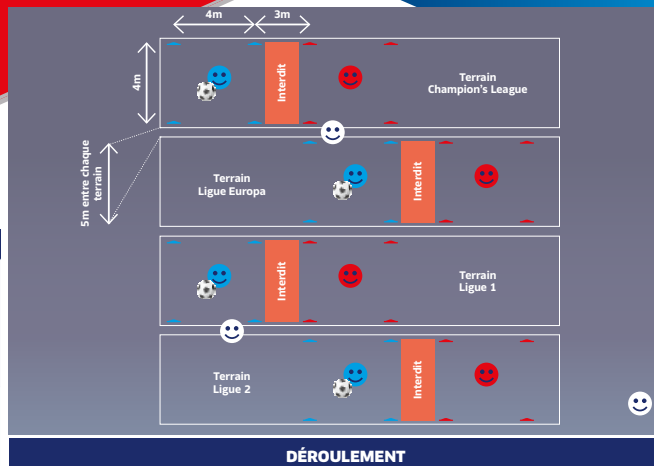 4m
3m
4m
Interdit
Terrain
Champion's League
5m entre chaque
terrain
Terrain
Ligue Europa
Interdit
Interdit
Terrain
Ligue 1
Terrain
Ligue 2
Interdit
DÉROULEMENT